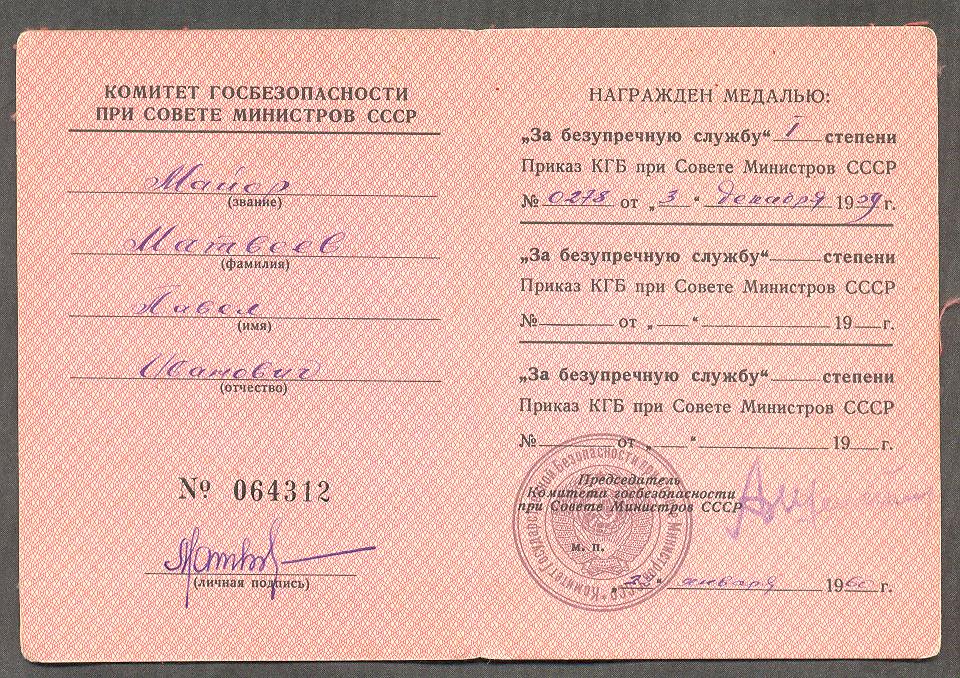 КОМИТЕТ ГОСБЕЗОПАСНОСТИ
ПРИ СОВЕТЕ МИНИСТРОВ СССР
Майор
(звание)
Матвеев
(фамилия)
Павел
(имя)
Иванович
(отчество)
№ 064312
(личная подпись)
НАГРАЖДЕН МЕДАЛЬЮ:
„За безупречную службу“ I степени
Приказ КГБ при Совете Министров СССР
№ 0278 от „3“ декабря 1959 г.
„За безупречную службу“ степени
Приказ КГБ при Совете Министров СССР
№ от „ “ 19 г.
„За безупречную службу“ степени
Приказ КГБ при Совете Министров СССР
№ от „ “ 19 г.
Председатель
Комитета госбезопасности
при Совете Министров СССР
м. п.
января 1960 г.